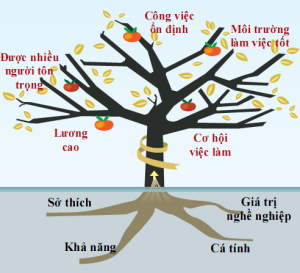 Công việc
ổn định
Môi trường
làm việc tốt
Được nhiều
người tôn
trọng
Lương
cao
Cơ hội
việc làm
Sở thích
Giá trị
nghề nghiệp
Khả năng
Cá tính